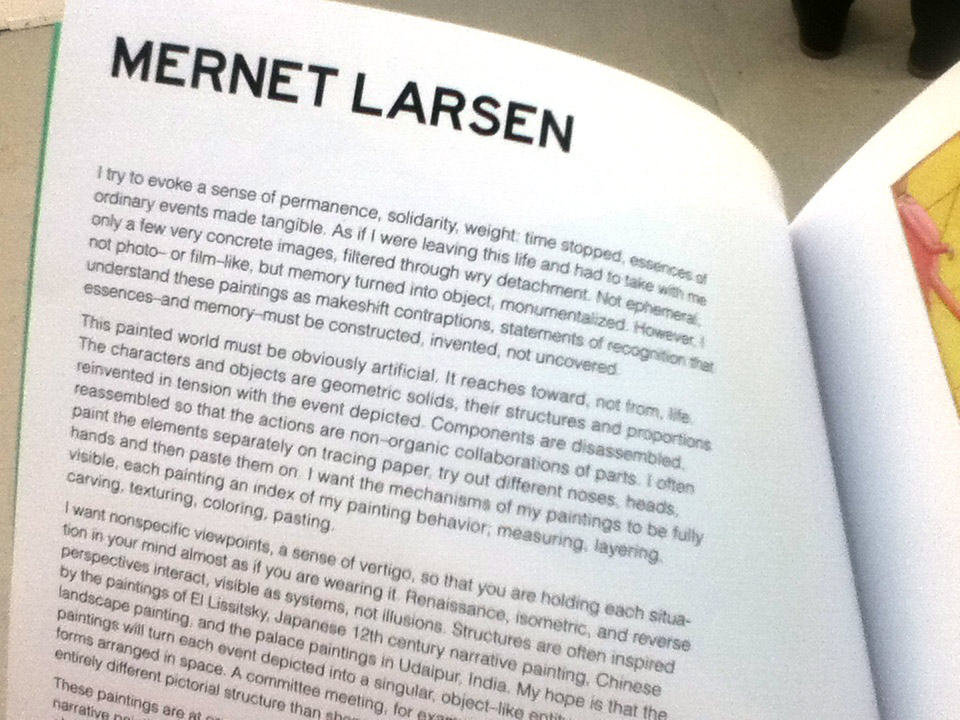 MERNET LARSEN
I try to evoke a sense of permanence, solidarity, weight: time stopped, essences of
ordinary events made tangible. As if I were leaving this life and had to take with me
only a few very concrete images, filtered through wry detachment. Not ephemeral,
not photo– or film–like, but memory turned into object, monumentalized. However, I
understand these paintings as makeshift contraptions, statements of recognition that
essences–and memory–must be constructed, invented, not uncovered.
This painted world must be obviously artificial. It reaches toward, not from, life.
The characters and objects are geometric solids, their structures and proportions
reinvented in tension with the event depicted. Components are disassembled,
reassembled so that the actions are non–organic collaborations of parts. I often
paint the elements separately on tracing paper, try out different noses, heads,
hands and then paste them on. I want the mechanisms of my paintings to be fully
visible, each painting an index of my painting behavior; measuring, layering,
carving, texturing, coloring, pasting.
I want nonspecific viewpoints, a sense of vertigo, so that you are holding each situa-
tion in your mind almost as if you are wearing it. Renaissance, isometric, and reverse
perspectives interact, visible as systems, not illusions. Structures are often inspired
by the paintings of El Lissitsky, Japanese 12th century narrative painting, Chinese
landscape painting, and the palace paintings in Udaipur, India. My hope is that the
paintings will turn each event depicted into a singular, object–like
forms arranged in space. A committee meeting, for
entirely different pictorial structure than
These paintings are at
narrative